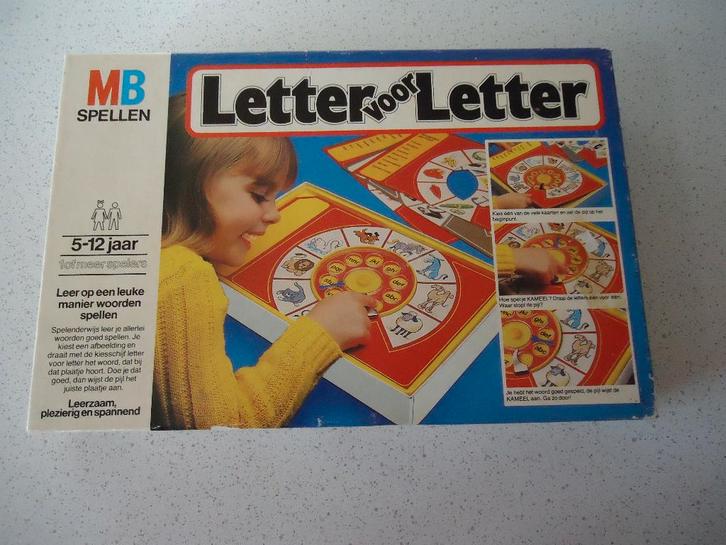 MB
SPELLEN
Letter voor Letter
5-12 jaar
1 of meer spelers
Leer op een leuke
manier woorden
spellen
Spelenderwijs leer je allerlei
woorden goed spellen. Je
kiest een afbeelding en
draait met de kiesschijf letter
voor letter het woord, dat bij
dat plaatje hoort. Doe je dat
goed, dan wijst de pijl het
juiste plaatje aan.
Leerzaam,
plezierig en spannend
Kies één van de vele kaarten en zet de pijl op het
beginpunt.
Hoe spel je KAMEEL? Draai de letters één voor één.
Waar stopt de pijl?
Je hebt het woord goed gespeld, de pijl wijst de
KAMEEL aan. Ga zo door!
ghi
def
abc
abc